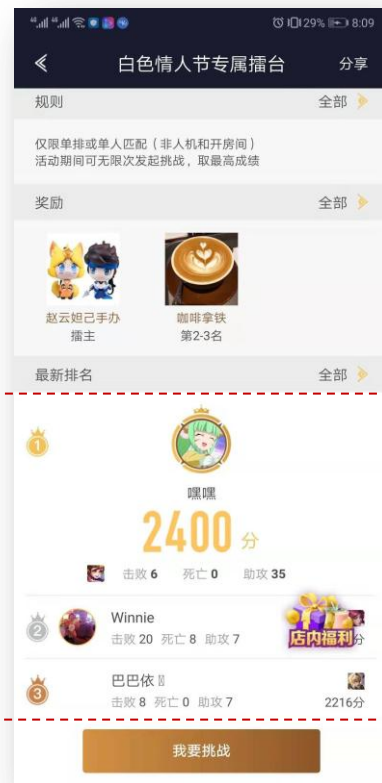 46 46 29% 8:09
白色情人节专属擂台 分享
规则 全部
仅限单排或单人匹配（非人机和开房间）
活动期间可无限次发起挑战，取最高成绩
奖励 全部
赵云妲己手办 咖啡拿铁
擂主 第2-3名
最新排名 全部
1
嘿嘿
2400 分
击败 6 死亡 0 助攻 35
2 Winnie
击败 20 死亡 8 助攻 7 店内福利 分
3 巴巴依
击败 8 死亡 0 助攻 7 2216分
我要挑战